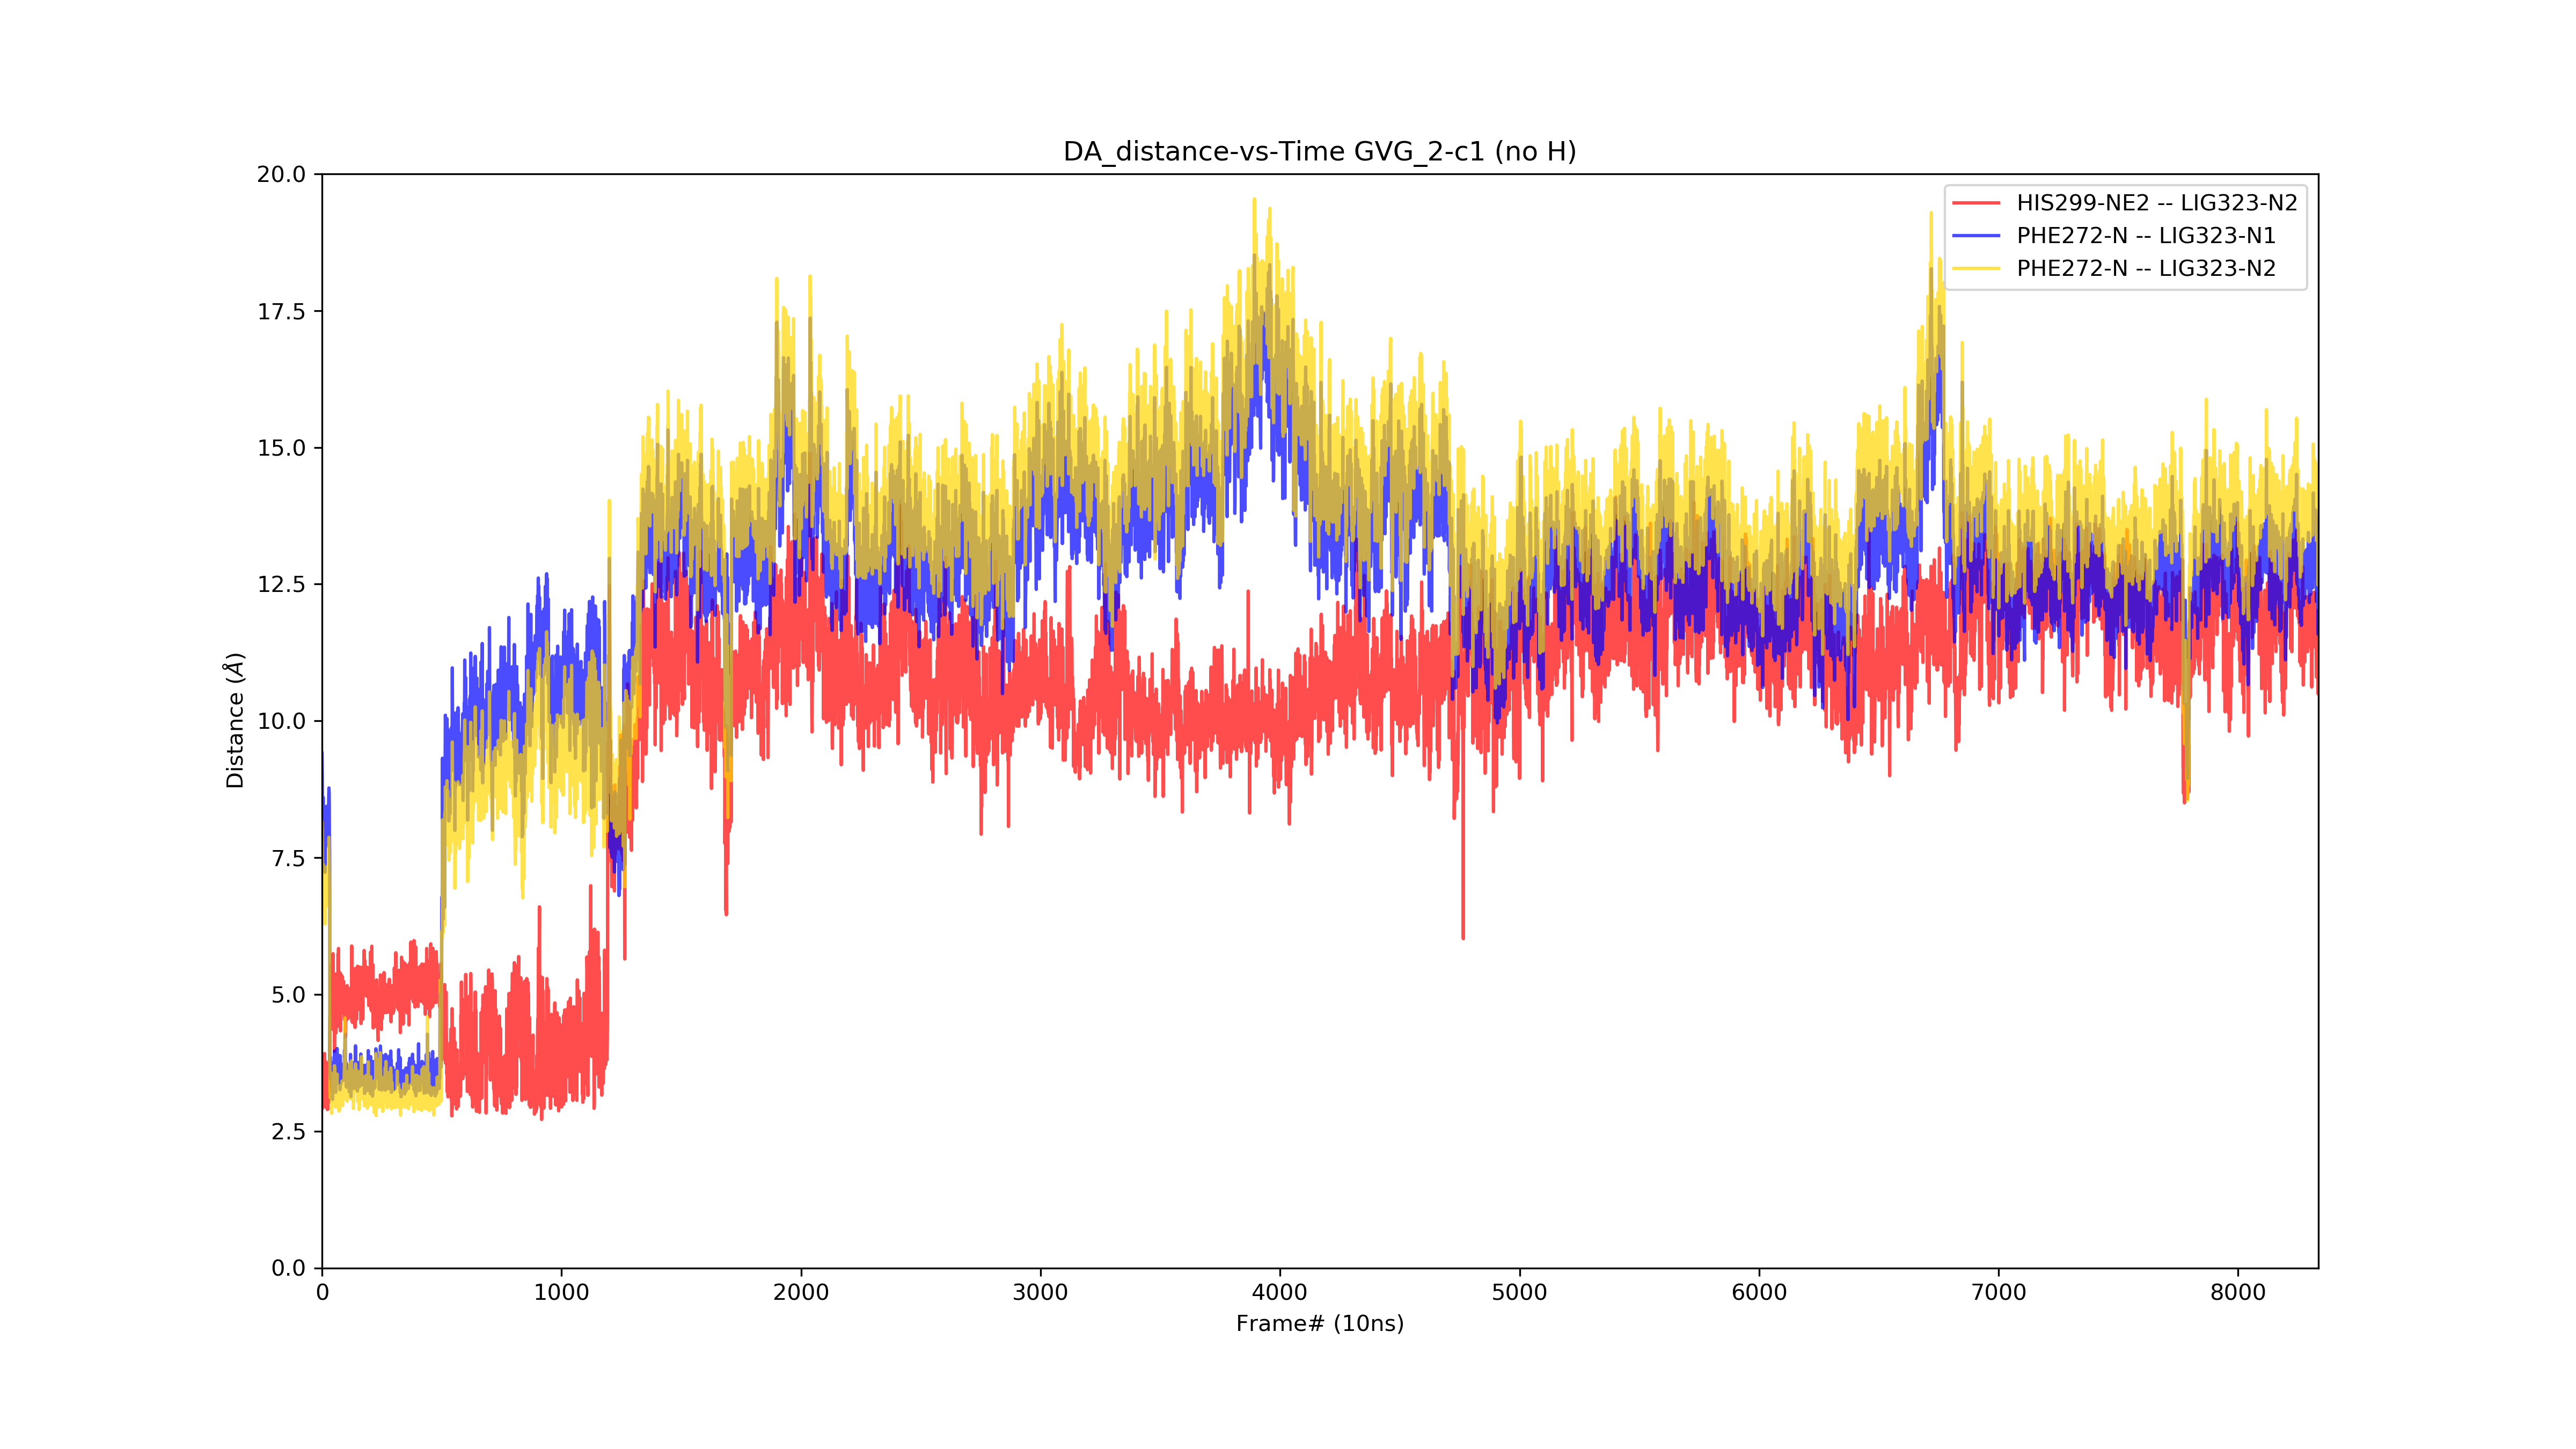 DA_distance-vs-Time GVG_2-c1 (no H)
20.0
17.5
15.0
12.5
10.0
7.5
5.0
2.5
0.0
Distance (Å)
HIS299-NE2 -- LIG323-N2
PHE272-N -- LIG323-N1
PHE272-N -- LIG323-N2
0 1000 2000 3000 4000 5000 6000 7000 8000
Frame# (10ns)